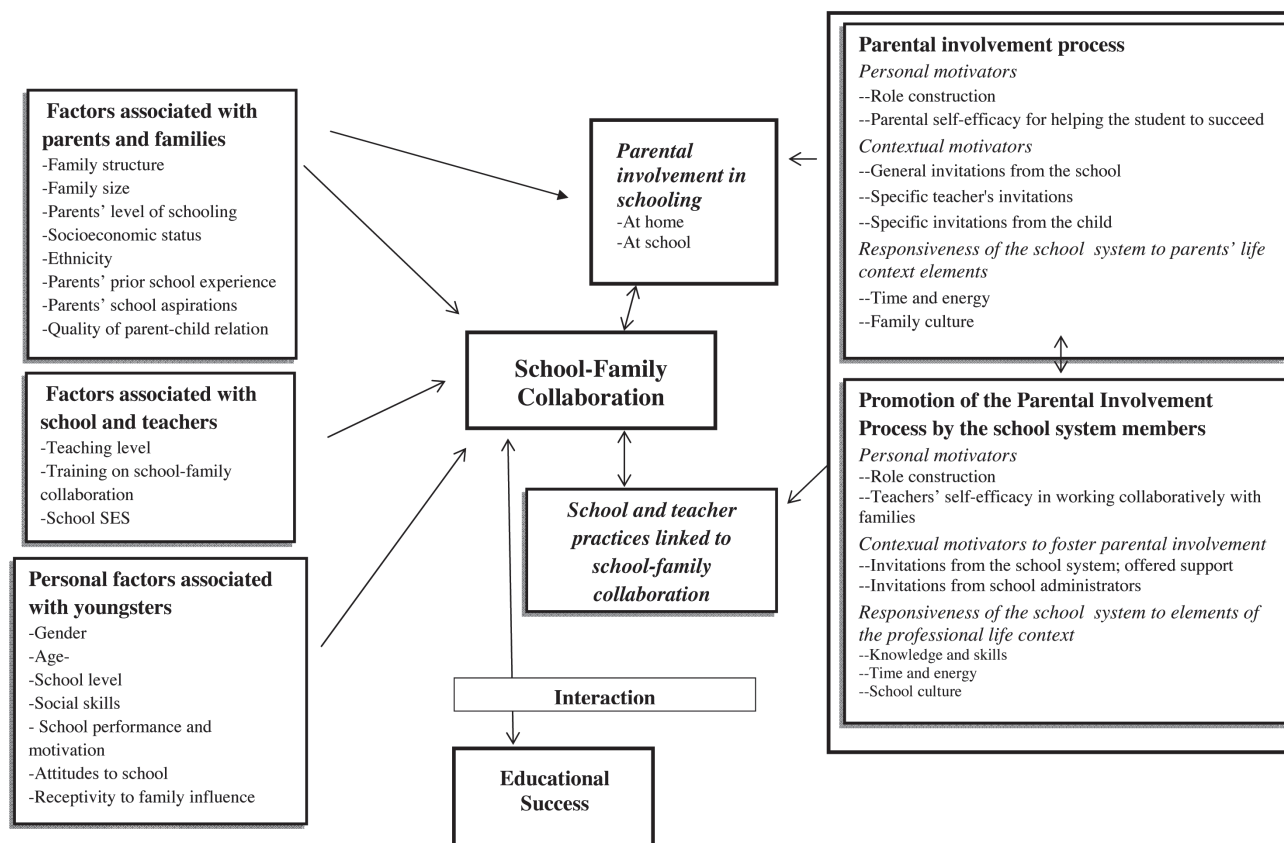 Factors associated with
parents and families
-Family structure
-Family size
-Parents' level of schooling
-Socioeconomic status
-Ethnicity
-Parents' prior school experience
-Parents' school aspirations
-Quality of parent-child relation
Factors associated with
school and teachers
-Teaching level
-Training on school-family
collaboration
-School SES
Personal factors associated
with youngsters
-Gender
-Age-
-School level
-Social skills
- School performance and
motivation
-Attitudes to school
-Receptivity to family influence
Parental
involvement in
schooling
-At home
-At school
School-Family
Collaboration
School and teacher
practices linked to
school-family
collaboration
Interaction
Educational
Success
Parental involvement process
Personal motivators
--Role construction
--Parental self-efficacy for helping the student to succeed
Contextual motivators
--General invitations from the school
--Specific teacher's invitations
--Specific invitations from the child
Responsiveness of the school system to parents' life
context elements
--Time and energy
--Family culture
Promotion of the Parental Involvement
Process by the school system members
Personal motivators
--Role construction
--Teachers' self-efficacy in working collaboratively with
families
Contexual motivators to foster parental involvement
--Invitations from the school system; offered support
--Invitations from school administrators
Responsiveness of the school system to elements of
the professional life context
--Knowledge and skills
--Time and energy
--School culture